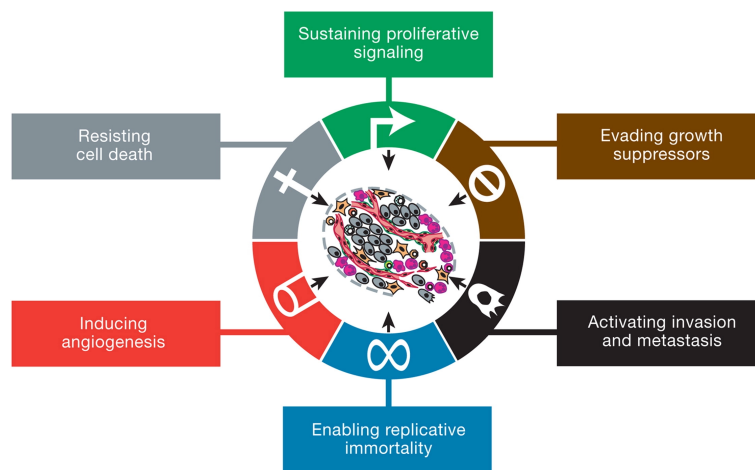 Sustaining proliferative
signaling
Resisting
cell death
Evading growth
suppressors
Inducing
angiogenesis
Activating invasion
and metastasis
Enabling replicative
immortality